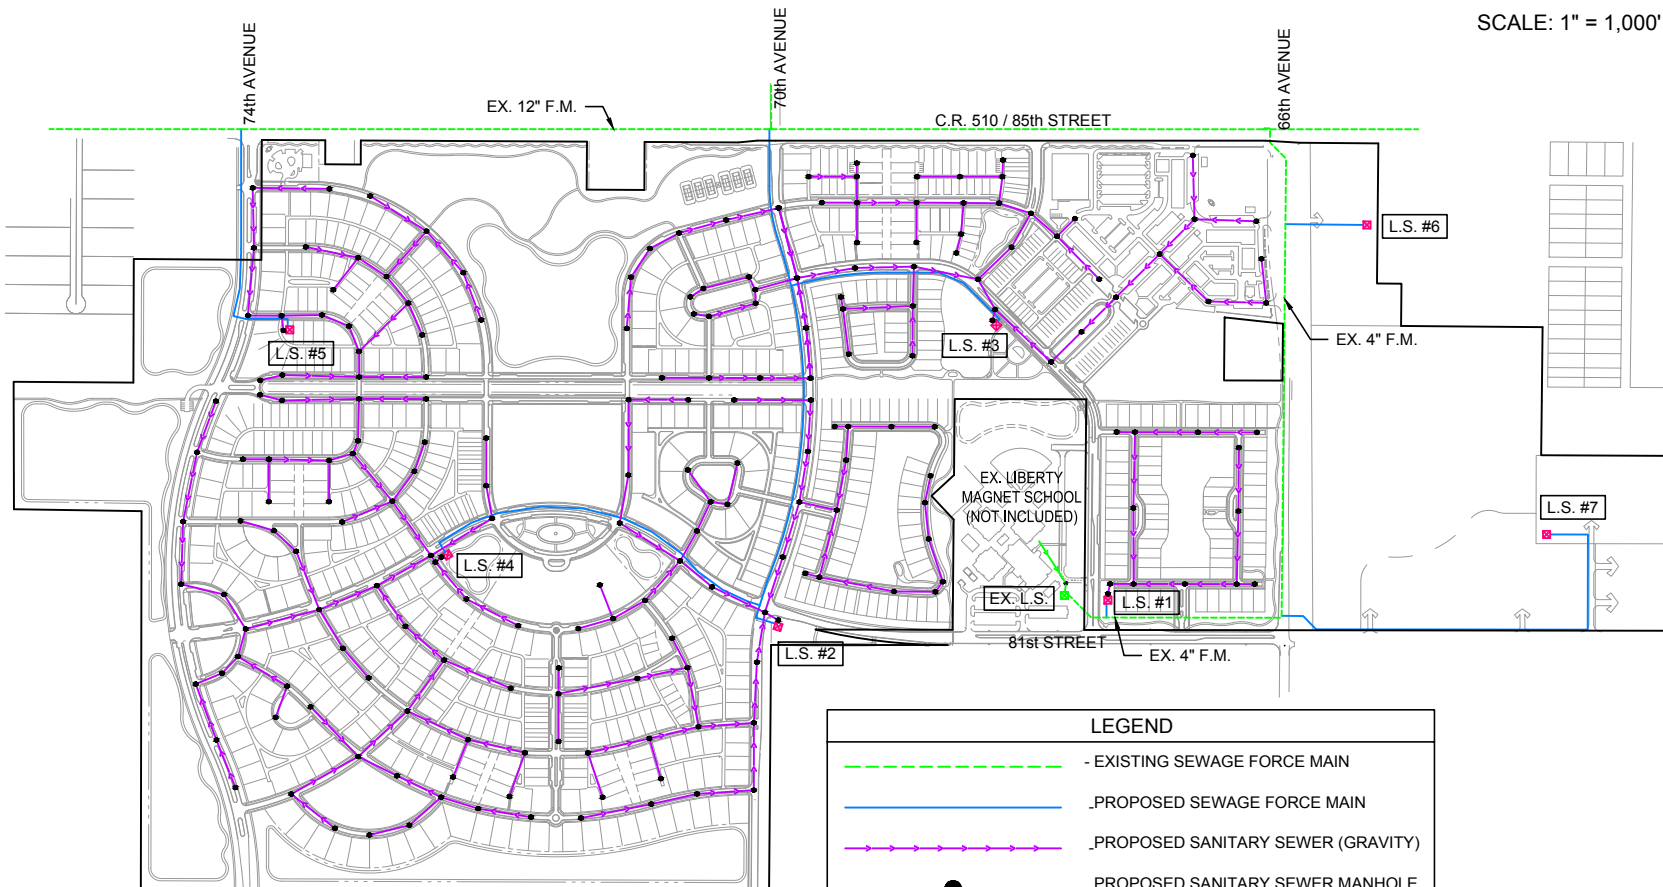 SCALE: 1" = 1,000'
74th AVENUE
70th AVENUE
66th AVENUE
EX. 12" F.M.
C.R. 510 / 85th STREET
L.S. #6
EX. 4" F.M.
L.S. #5
L.S. #3
EX. LIBERTY
MAGNET SCHOOL
(NOT INCLUDED)
L.S. #7
L.S. #4
EX. L.S.
L.S. #1
81st STREET
L.S. #2
EX. 4" F.M.
LEGEND
- EXISTING SEWAGE FORCE MAIN
-PROPOSED SEWAGE FORCE MAIN
-PROPOSED SANITARY SEWER (GRAVITY)
PROPOSED SANITARY SEWER MANHOLE